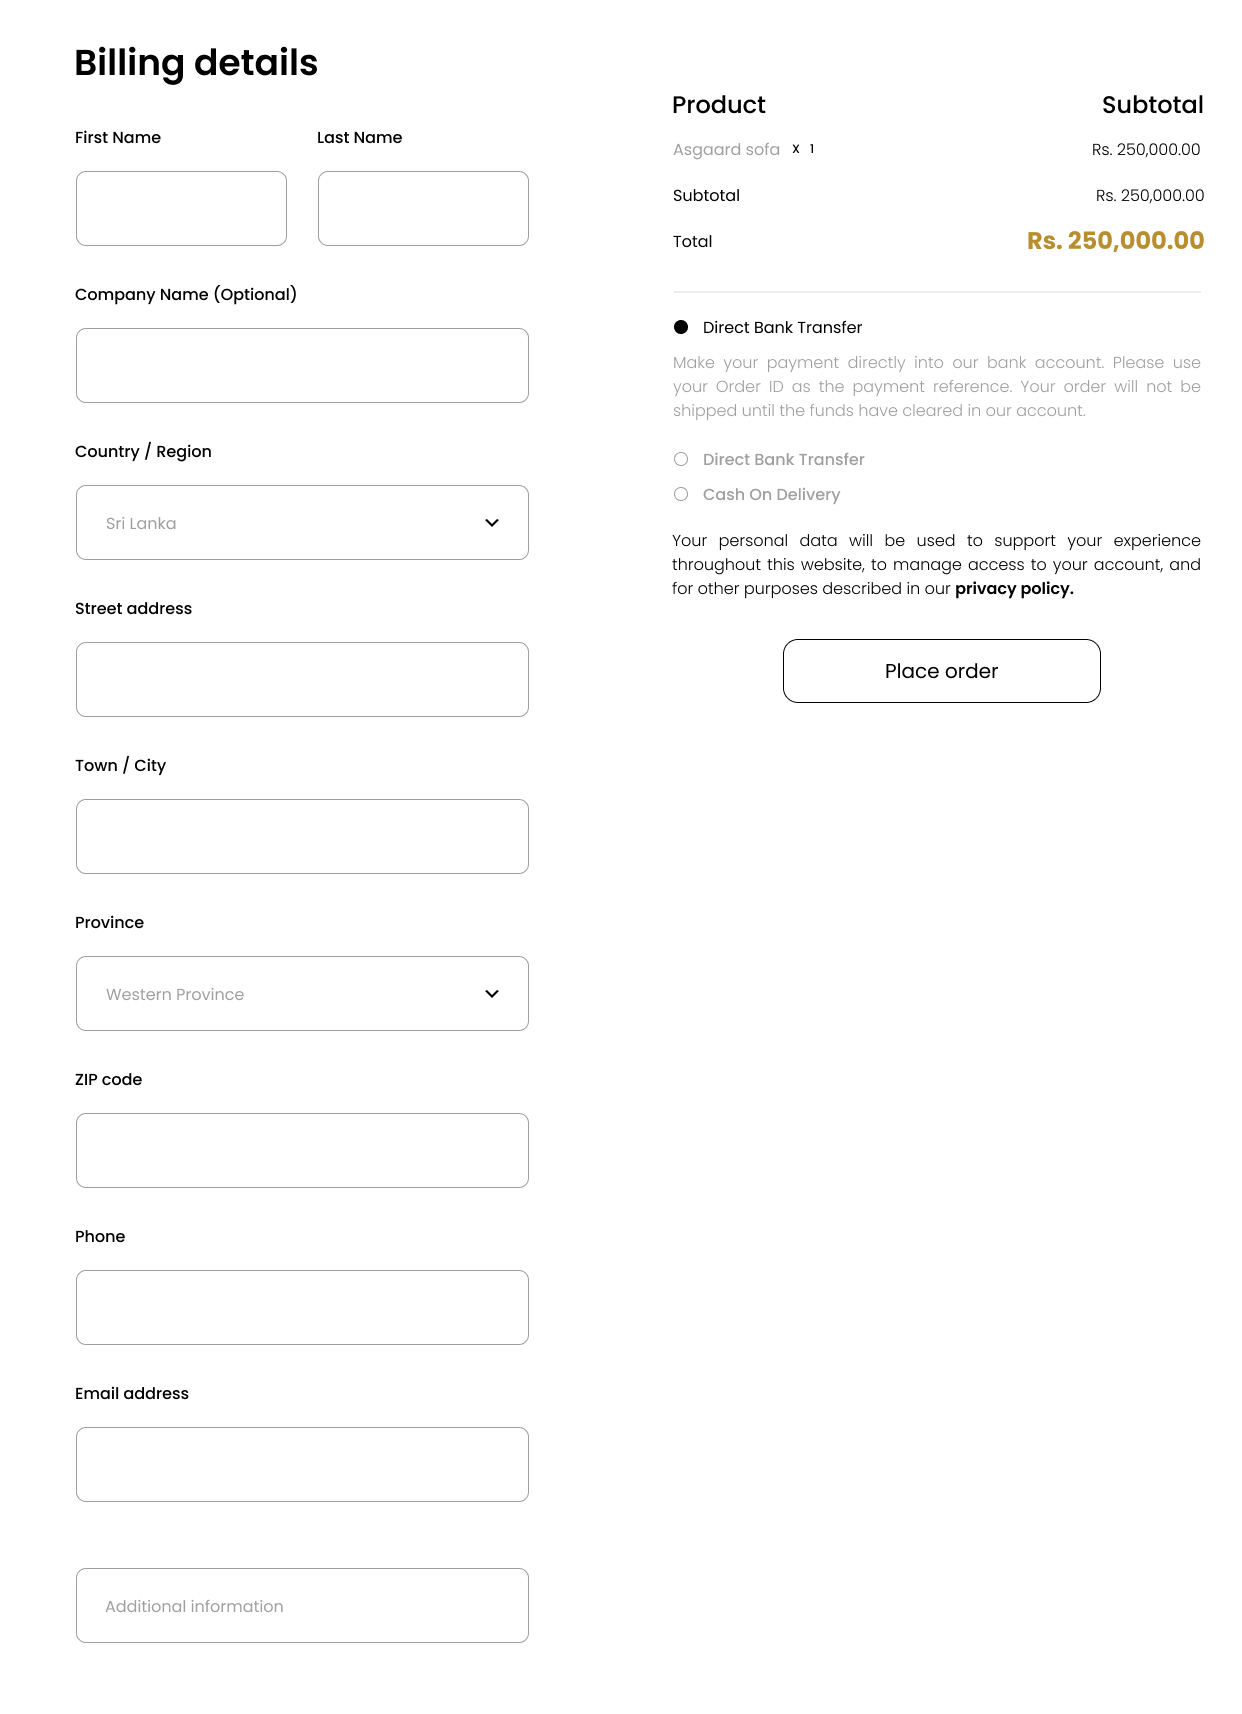 Billing details
First Name
Last Name
Company Name (Optional)
Country / Region
Sri Lanka
Street address
Town / City
Province
Western Province
ZIP code
Phone
Email address
Additional information
Product Subtotal
Asgaard sofa x 1 Rs. 250,000.00
Subtotal Rs. 250,000.00
Total Rs. 250,000.00
Direct Bank Transfer
Make your payment directly into our bank account. Please use
your Order ID as the payment reference. Your order will not be
shipped until the funds have cleared in our account.
Direct Bank Transfer
Cash On Delivery
Your personal data will be used to support your experience
throughout this website, to manage access to your account, and
for other purposes described in our privacy policy.
Place order